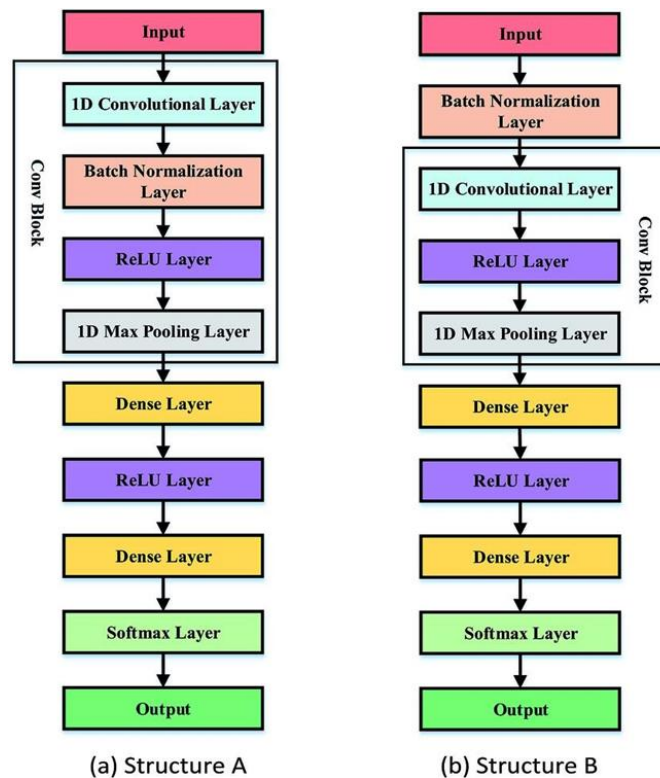 Input
1D Convolutional Layer
Batch Normalization
Layer
ReLU Layer
1D Max Pooling Layer
Conv Block
Dense Layer
ReLU Layer
Dense Layer
Softmax Layer
Output
(a) Structure A
Input
Batch Normalization
Layer
1D Convolutional Layer
ReLU Layer
1D Max Pooling Layer
Conv Block
Dense Layer
ReLU Layer
Dense Layer
Softmax Layer
Output
(b) Structure B